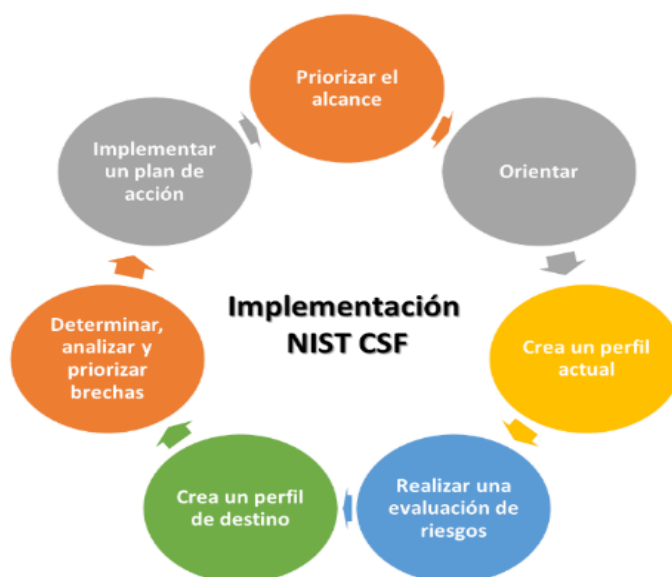 Priorizar el
alcance
Orientar
Crea un perfil
actual
Realizar una
evaluación de
riesgos
Crea un perfil
de destino
Determinar,
analizar y
priorizar
brechas
Implementar
un plan de
acción
Implementación
NIST CSF